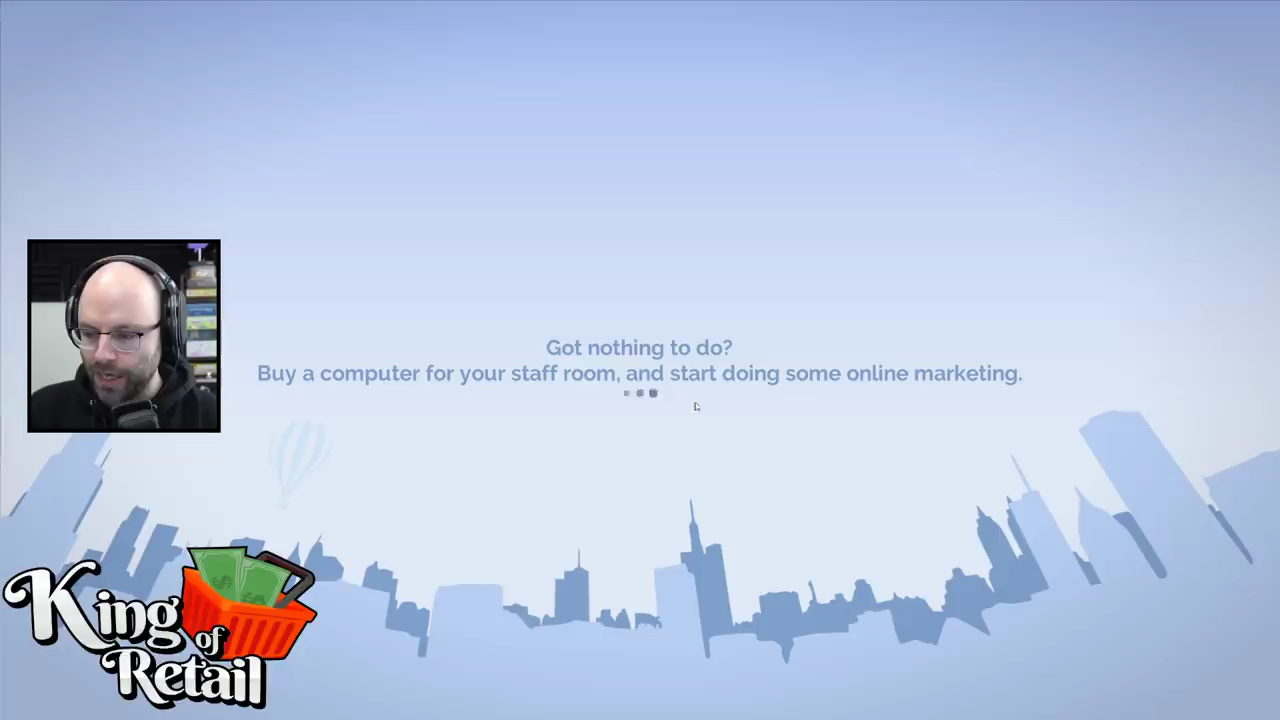 Got nothing to do?
Buy a computer for your staff room, and start doing some online marketing.
King
of
Retail